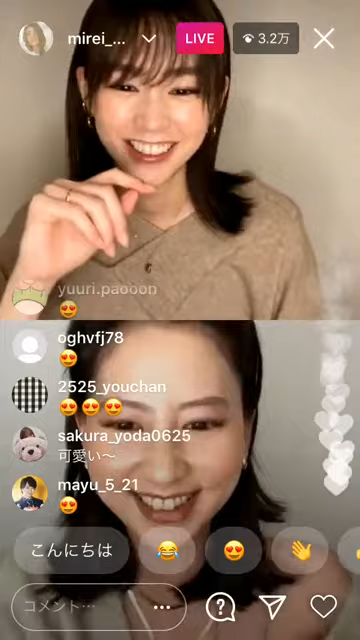 mirei_...
LIVE
3.2万
yuuri.paooon
😍
oghvfj78
😍
2525_youchan
😍😍😍
sakura_yoda0625
可愛い〜
mayu_5_21
😍
こんにちは 😂 😍 👋
コメント…